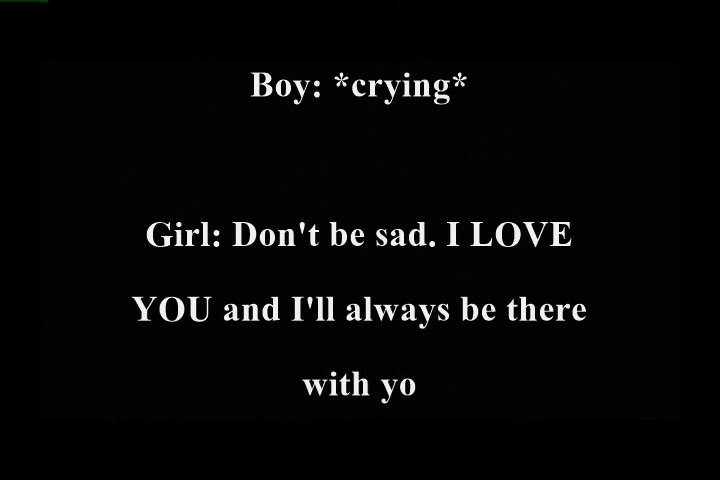 Boy: *crying*
Girl: Don't be sad. I LOVE
YOU and I'll always be there
with yo